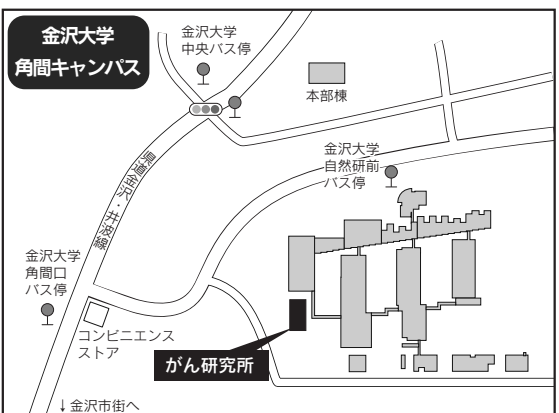 金沢大学
角間キャンパス
金沢大学
中央バス停
本部棟
金沢大学
自然研前
バス停
県道金沢・井波線
金沢大学
角間口
バス停
コンビニエンス
ストア
がん研究所
↓金沢市街へ